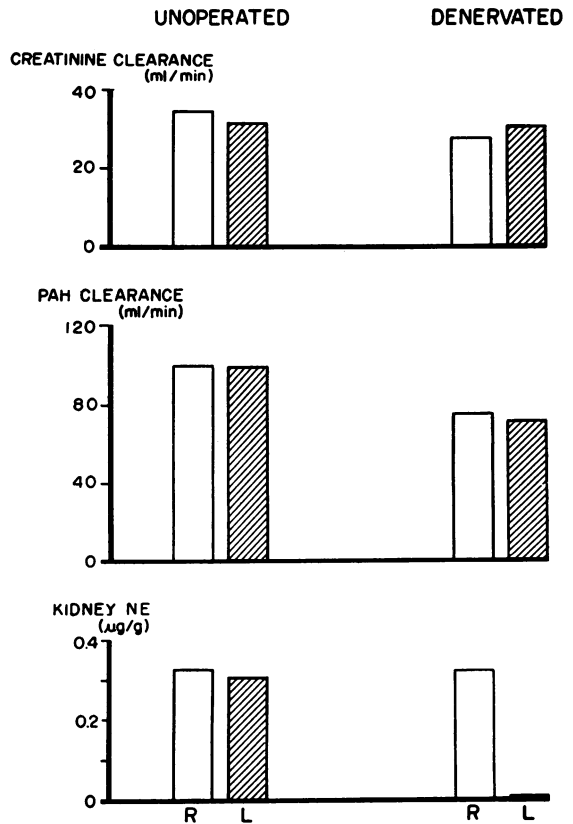 UNOPERATED DENERVATED
CREATININE CLEARANCE
(ml/min)
40
20
0
PAH CLEARANCE
(ml/min)
120
80
40
0
KIDNEY NE
(µg/g)
0.4
0.2
0
R L R L